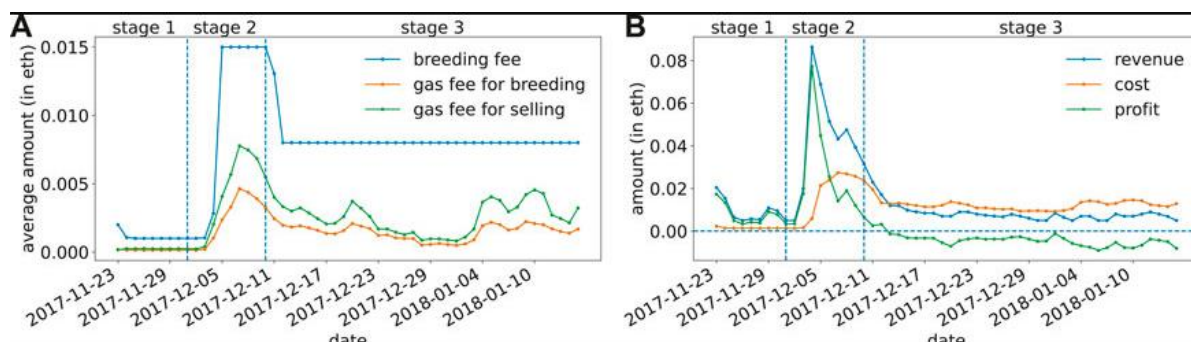 A
stage 1 stage 2 stage 3
average amount (in eth)
0.015
0.010
0.005
0.000
breeding fee
gas fee for breeding
gas fee for selling
2017-11-23
2017-11-29
2017-12-05
2017-12-11
2017-12-17
2017-12-23
2017-12-29
2018-01-04
2018-01-10
date
B
stage 1 stage 2 stage 3
amount (in eth)
0.08
0.06
0.04
0.02
0.00
revenue
cost
profit
2017-11-23
2017-11-29
2017-12-05
2017-12-11
2017-12-17
2017-12-23
2017-12-29
2018-01-04
2018-01-10
date